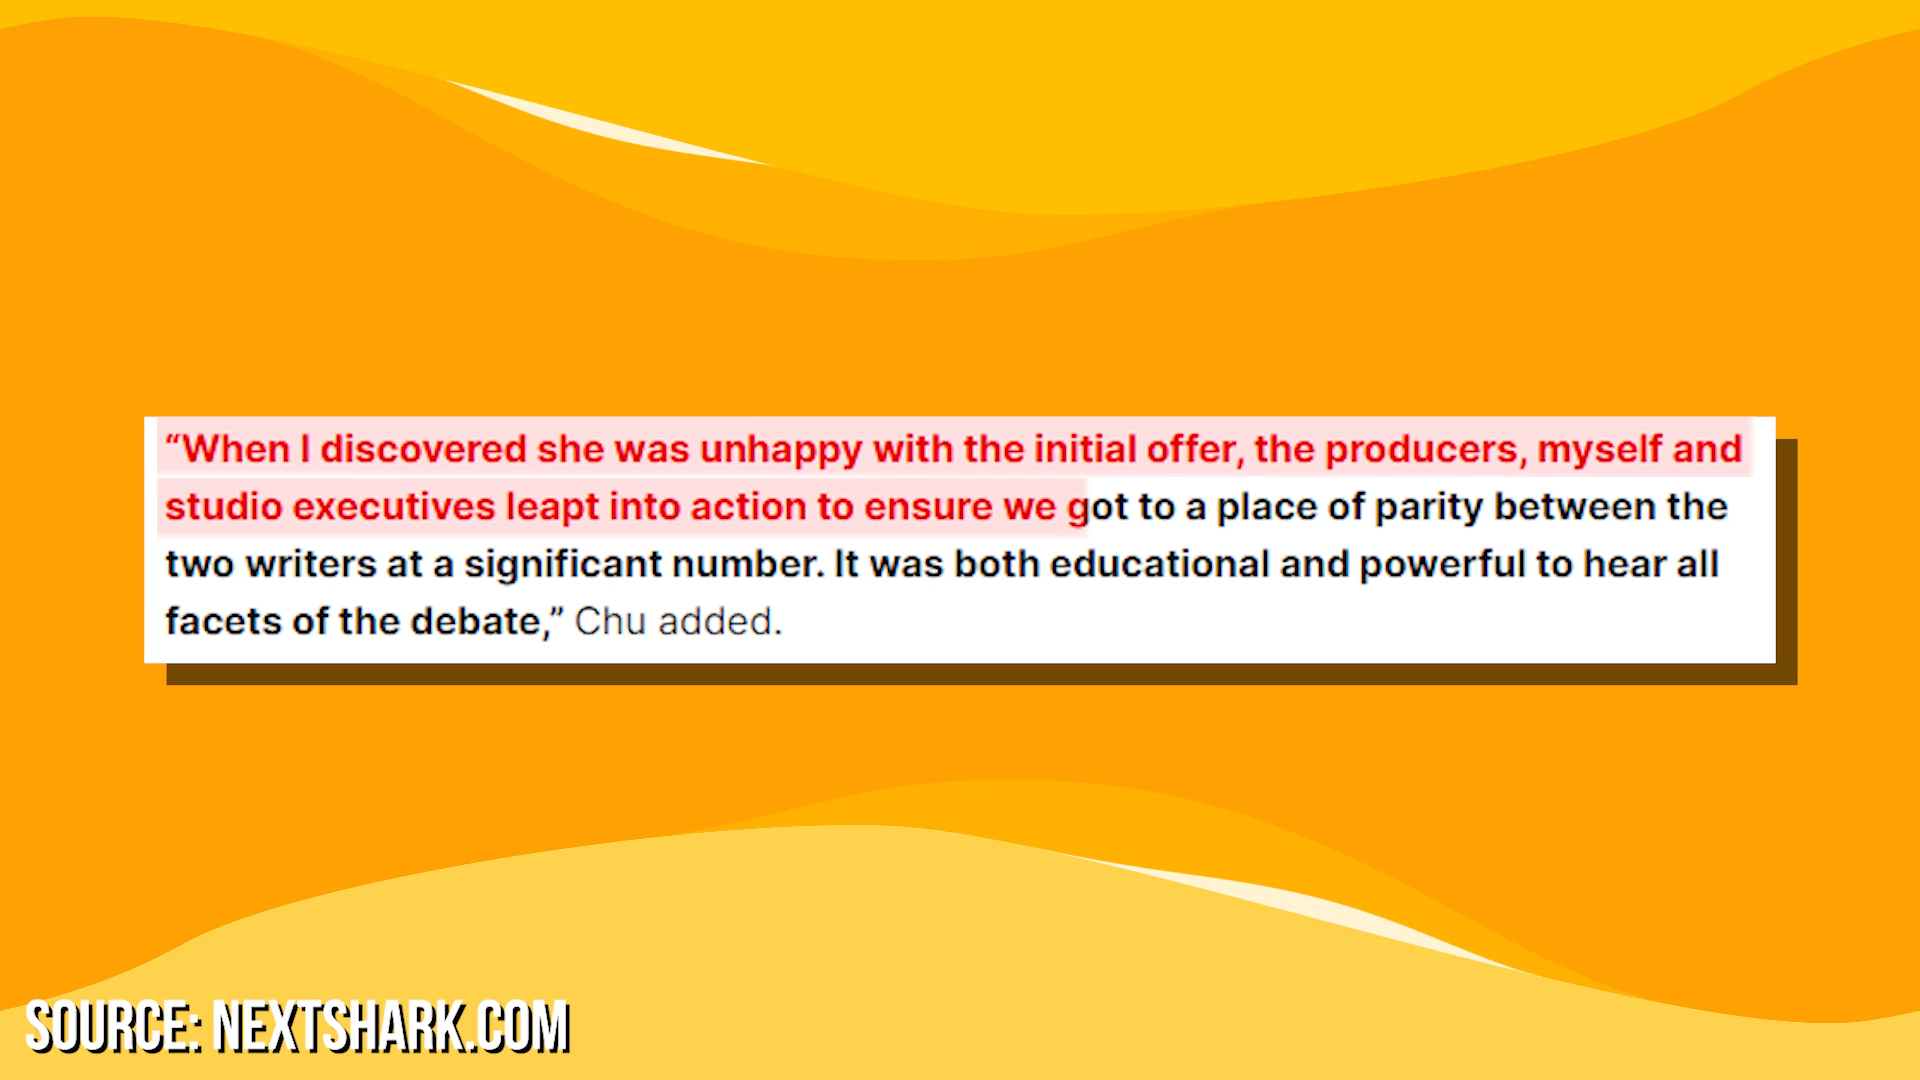 “When I discovered she was unhappy with the initial offer, the producers, myself and
studio executives leapt into action to ensure we got to a place of parity between the
two writers at a significant number. It was both educational and powerful to hear all
facets of the debate,” Chu added.
SOURCE: NEXTSHARK.COM